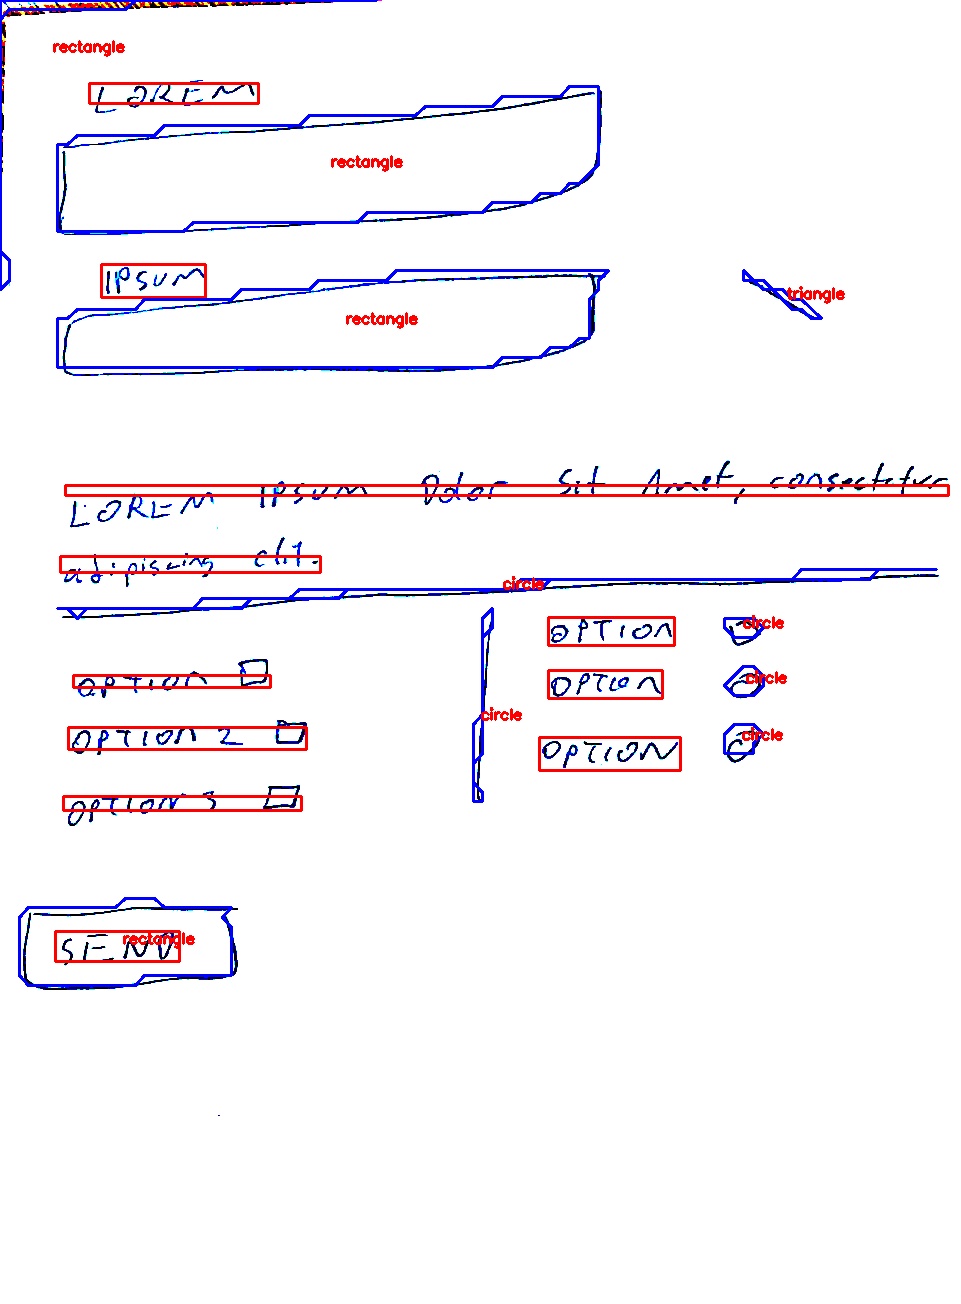 rectangle
LOREM
rectangle
IPSUM
triangle
rectangle
LOREM IPSUM Dolor Sit Amet, consectetur
adipiscing elit.
circle
OPTION circle
OPTION
OPTION circle
circle
OPTION 2
OPTION circle
OPTION 3
rectangle
SEND